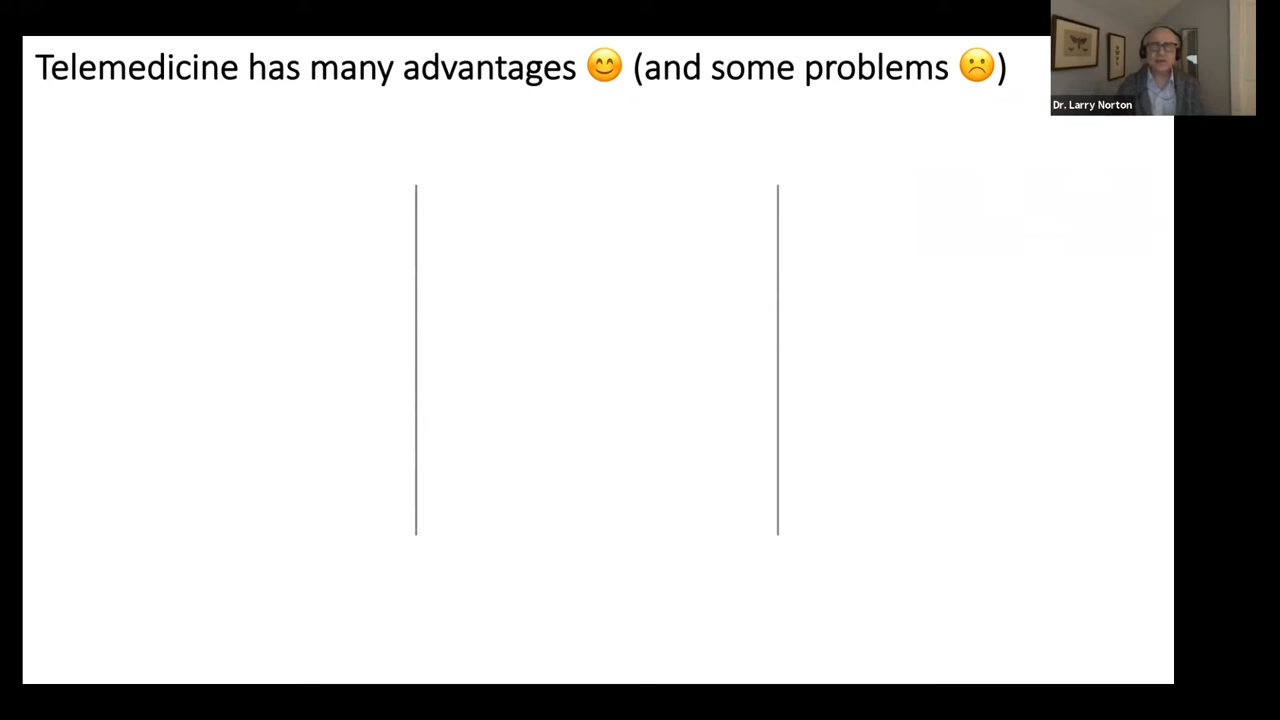 Telemedicine has many advantages 😊 (and some problems ☹️)
Dr. Larry Norton